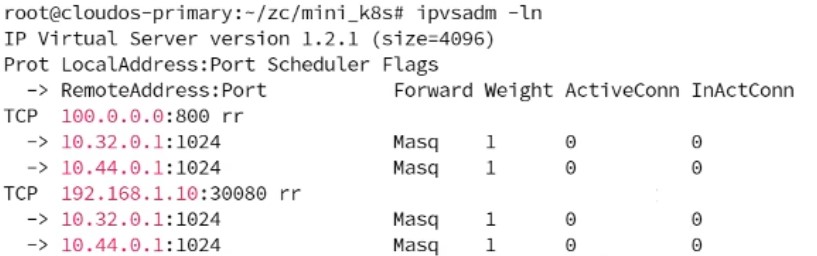 root@cloudos-primary:~/zc/mini_k8s# ipvsadm -ln
IP Virtual Server version 1.2.1 (size=4096)
Prot LocalAddress:Port Scheduler Flags
  -> RemoteAddress:Port           Forward Weight ActiveConn InActConn
TCP  100.0.0.0:800 rr
  -> 10.32.0.1:1024               Masq    1      0          0
  -> 10.44.0.1:1024               Masq    1      0          0
TCP  192.168.1.10:30080 rr
  -> 10.32.0.1:1024               Masq    1      0          0
  -> 10.44.0.1:1024               Masq    1      0          0